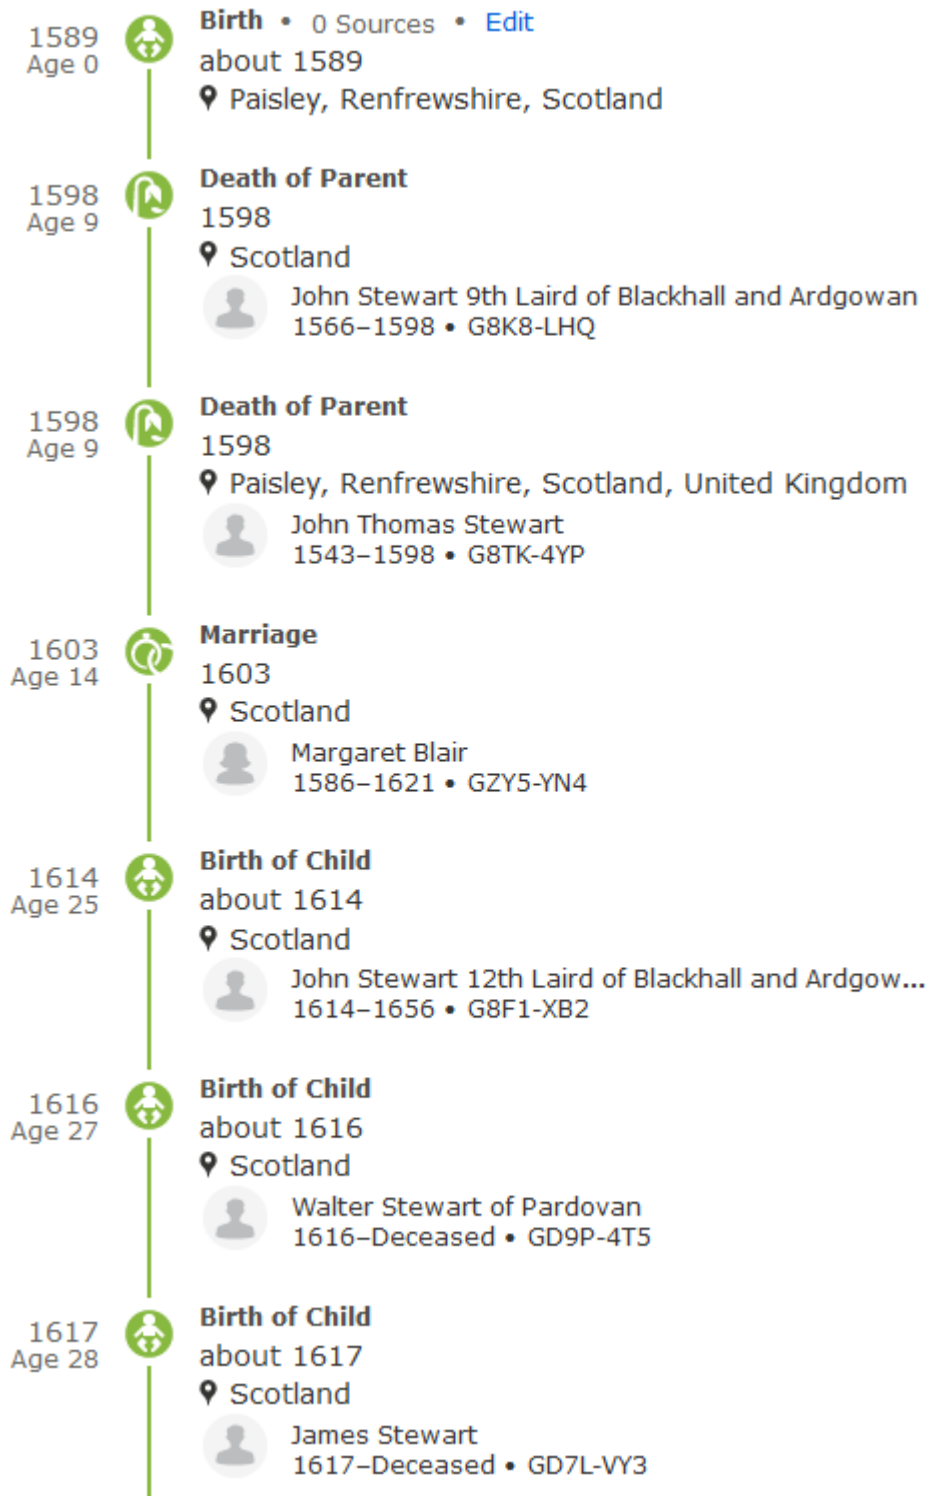 1589
Age 0
Birth • 0 Sources • Edit
about 1589
Paisley, Renfrewshire, Scotland
1598
Age 9
Death of Parent
1598
Scotland
John Stewart 9th Laird of Blackhall and Ardgowan
1566–1598 • G8K8-LHQ
1598
Age 9
Death of Parent
1598
Paisley, Renfrewshire, Scotland, United Kingdom
John Thomas Stewart
1543–1598 • G8TK-4YP
1603
Age 14
Marriage
1603
Scotland
Margaret Blair
1586–1621 • GZY5-YN4
1614
Age 25
Birth of Child
about 1614
Scotland
John Stewart 12th Laird of Blackhall and Ardgow...
1614–1656 • G8F1-XB2
1616
Age 27
Birth of Child
about 1616
Scotland
Walter Stewart of Pardovan
1616–Deceased • GD9P-4T5
1617
Age 28
Birth of Child
about 1617
Scotland
James Stewart
1617–Deceased • GD7L-VY3